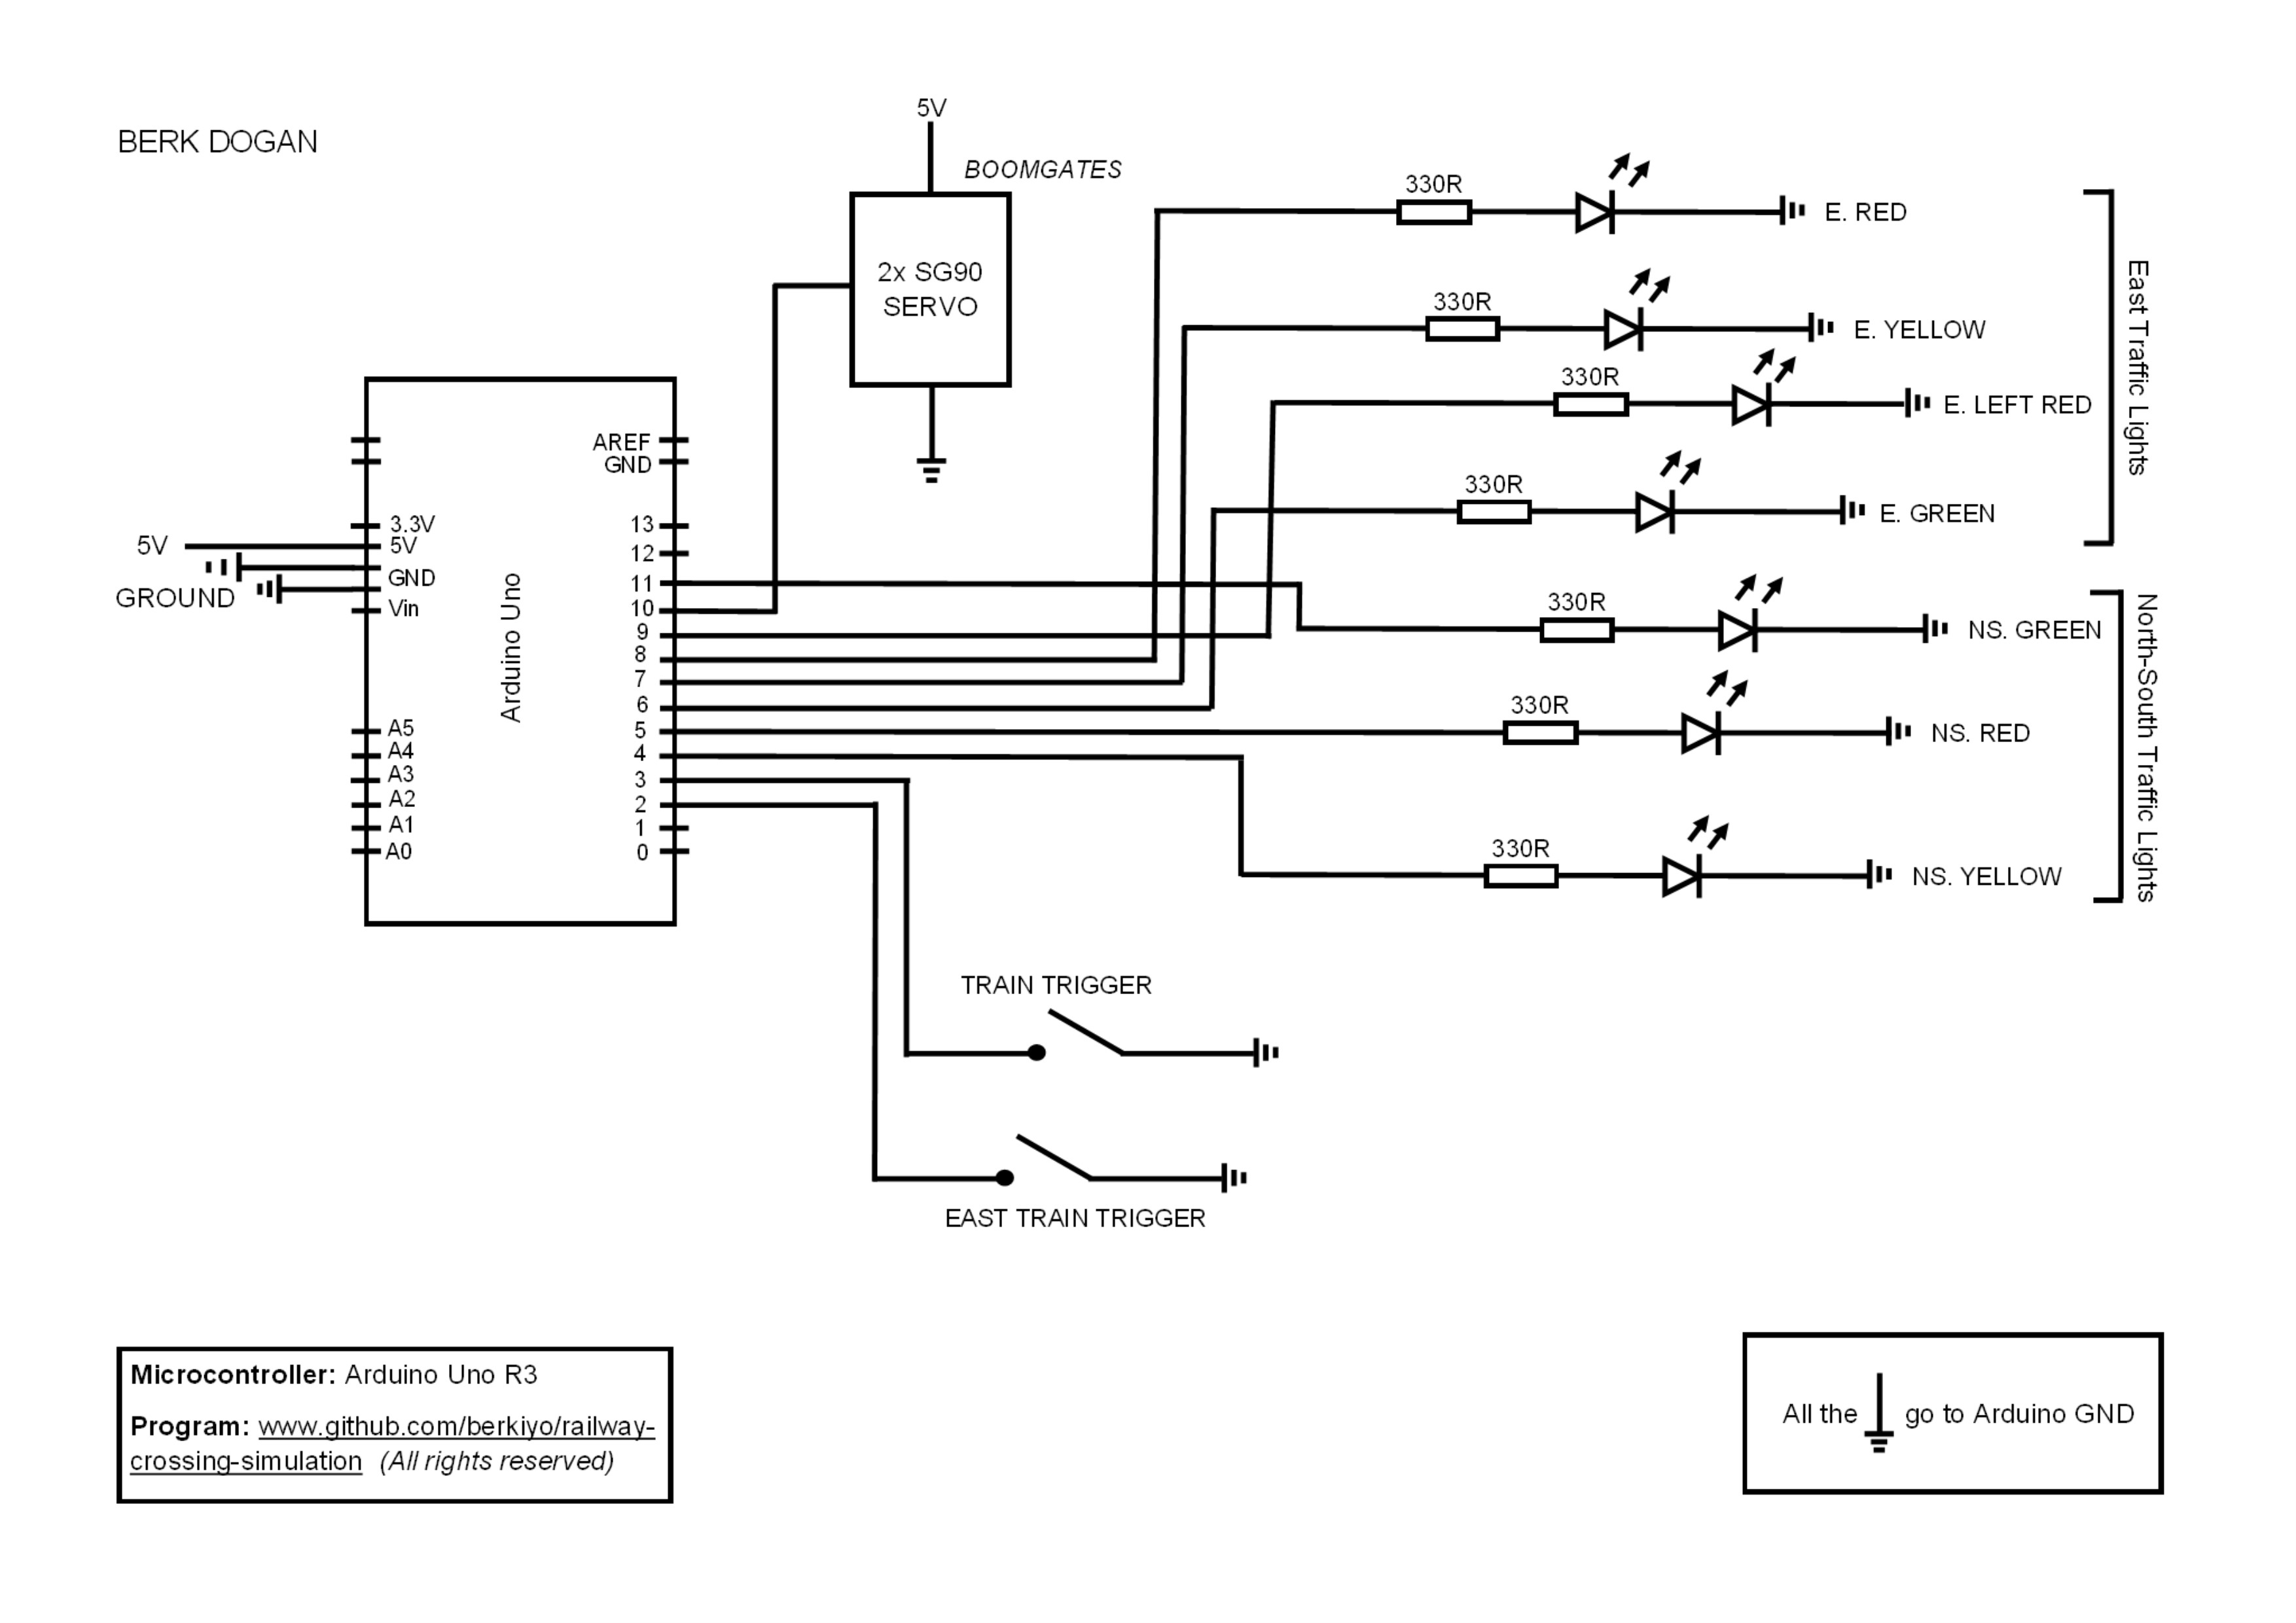 BERK DOGAN
5V
BOOMGATES
2x SG90
SERVO
330R
E. RED
330R
E. YELLOW
330R
E. LEFT RED
330R
E. GREEN
East Traffic Lights
330R
NS. GREEN
330R
NS. RED
330R
NS. YELLOW
North-South Traffic Lights
5V
GROUND
3.3V
5V
GND
Vin
A5
A4
A3
A2
A1
A0
Arduino Uno
AREF
GND
13
12
11
10
9
8
7
6
5
4
3
2
1
0
TRAIN TRIGGER
EAST TRAIN TRIGGER
Microcontroller: Arduino Uno R3
Program: www.github.com/berkiyo/railway-
crossing-simulation (All rights reserved)
All the go to Arduino GND